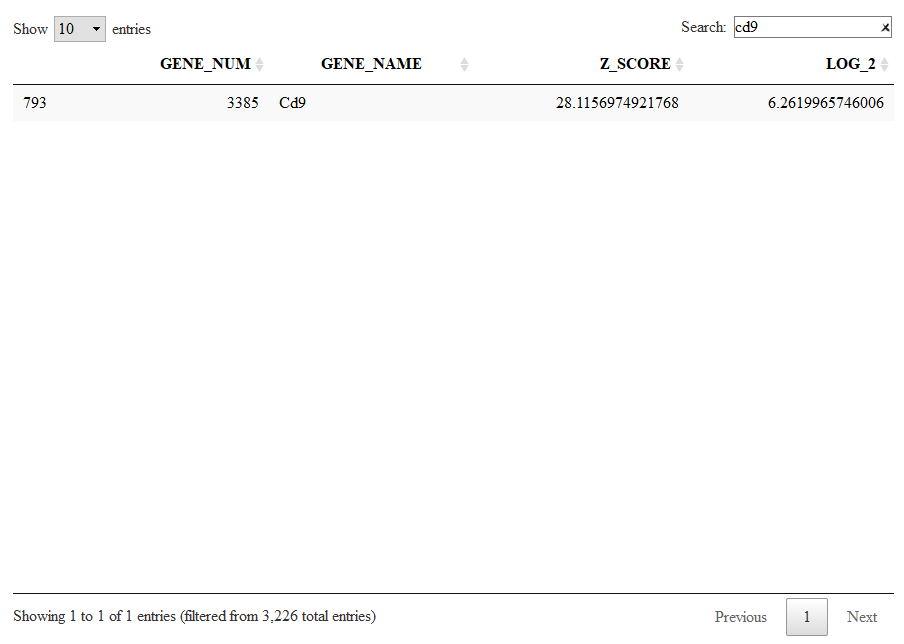 Show 10 entries Search: cd9 ×
GENE_NUM GENE_NAME Z_SCORE LOG_2
793 3385 Cd9 28.1156974921768 6.2619965746006
Showing 1 to 1 of 1 entries (filtered from 3,226 total entries) Previous 1 Next